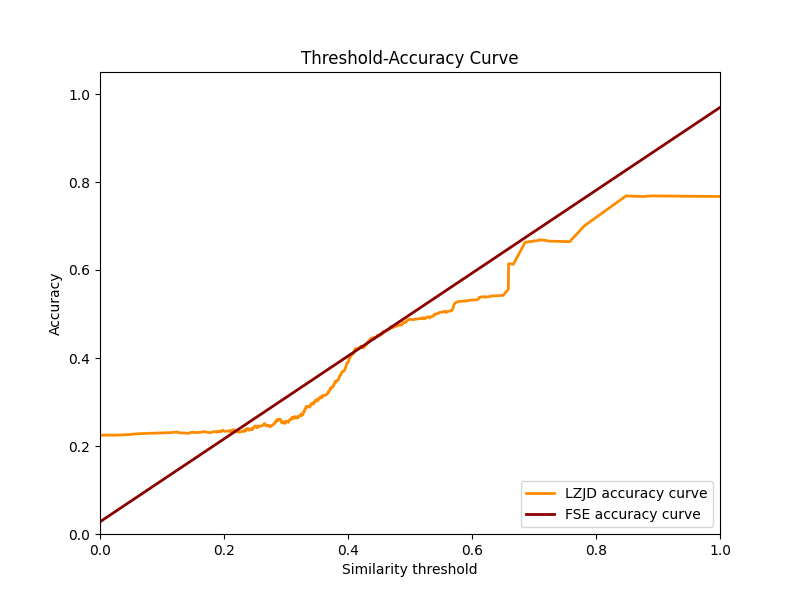 Threshold-Accuracy Curve
1.0
0.8
0.6
0.4
0.2
0.0
Accuracy
0.0 0.2 0.4 0.6 0.8 1.0
Similarity threshold
LZJD accuracy curve
FSE accuracy curve